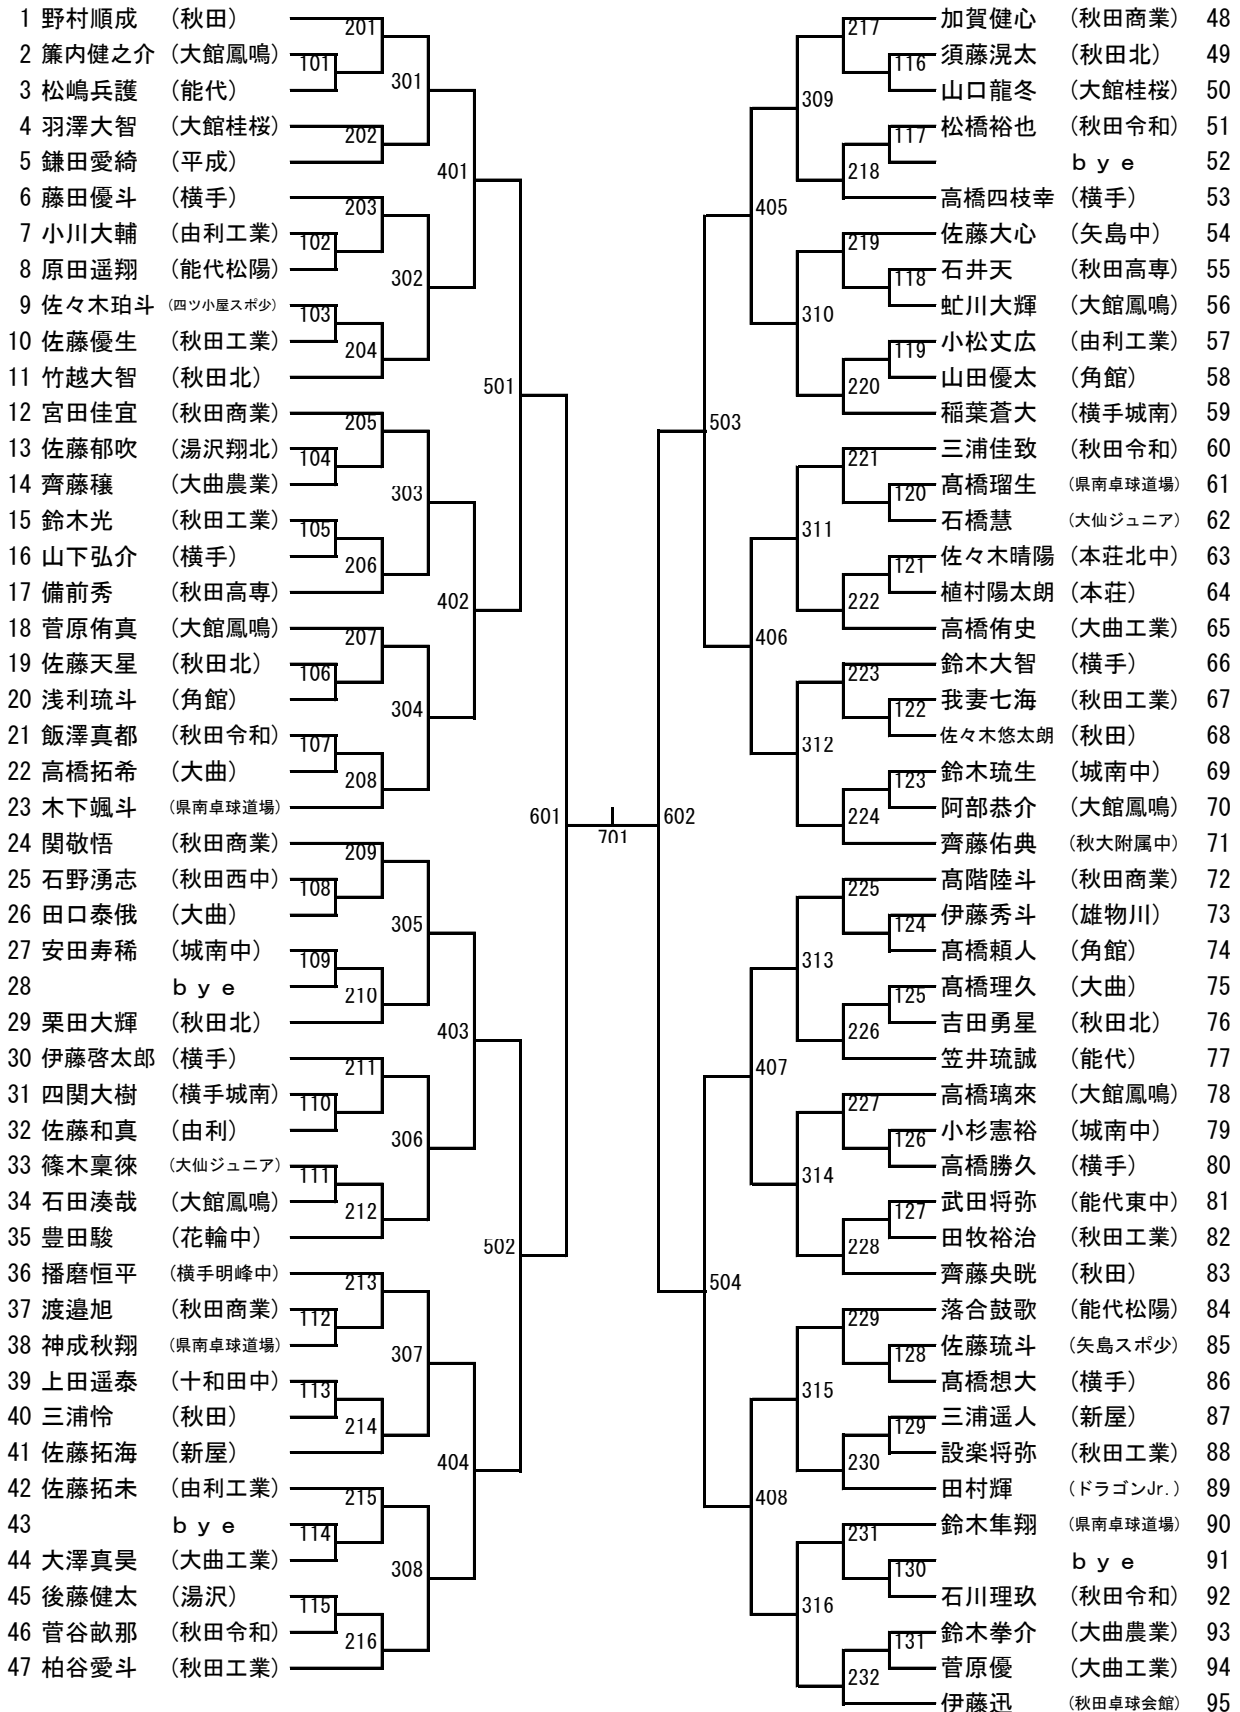 1 野村順成 (秋田)
2 簾内健之介 (大館鳳鳴)
3 松嶋兵護 (能代)
4 羽澤大智 (大館桂桜)
5 鎌田愛綺 (平成)
6 藤田優斗 (横手)
7 小川大輔 (由利工業)
8 原田遥翔 (能代松陽)
9 佐々木珀斗 (四ツ小屋スポ少)
10 佐藤優生 (秋田工業)
11 竹越大智 (秋田北)
12 宮田佳宜 (秋田商業)
13 佐藤郁吹 (湯沢翔北)
14 齊藤穣 (大曲農業)
15 鈴木光 (秋田工業)
16 山下弘介 (横手)
17 備前秀 (秋田高専)
18 菅原侑真 (大館鳳鳴)
19 佐藤天星 (秋田北)
20 浅利琉斗 (角館)
21 飯澤真都 (秋田令和)
22 高橋拓希 (大曲)
23 木下颯斗 (県南卓球道場)
24 関敬悟 (秋田商業)
25 石野湧志 (秋田西中)
26 田口泰俄 (大曲)
27 安田寿稀 (城南中)
28 bye
29 栗田大輝 (秋田北)
30 伊藤啓太郎 (横手)
31 四関大樹 (横手城南)
32 佐藤和真 (由利)
33 篠木稟徠 (大仙ジュニア)
34 石田湊哉 (大館鳳鳴)
35 豊田駿 (花輪中)
36 播磨恒平 (横手明峰中)
37 渡邉旭 (秋田商業)
38 神成秋翔 (県南卓球道場)
39 上田遥泰 (十和田中)
40 三浦怜 (秋田)
41 佐藤拓海 (新屋)
42 佐藤拓未 (由利工業)
43 bye
44 大澤真昊 (大曲工業)
45 後藤健太 (湯沢)
46 菅谷畝那 (秋田令和)
47 柏谷愛斗 (秋田工業)
101
102
103
104
105
106
107
108
109
110
111
112
113
114
115
201
202
203
204
205
206
207
208
209
210
211
212
213
214
215
216
301
302
303
304
305
306
307
308
401
402
403
404
501
502
601
701
602
503
504
405
406
407
408
309
310
311
312
313
314
315
316
217
218
219
220
221
222
223
224
225
226
227
228
229
230
231
232
116
117
118
119
120
121
122
123
124
125
126
127
128
129
130
131
加賀健心 (秋田商業) 48
須藤滉太 (秋田北) 49
山口龍冬 (大館桂桜) 50
松橋裕也 (秋田令和) 51
bye 52
高橋四枝幸 (横手) 53
佐藤大心 (矢島中) 54
石井天 (秋田高専) 55
虻川大輝 (大館鳳鳴) 56
小松丈広 (由利工業) 57
山田優太 (角館) 58
稲葉蒼大 (横手城南) 59
三浦佳致 (秋田令和) 60
髙橋瑠生 (県南卓球道場) 61
石橋慧 (大仙ジュニア) 62
佐々木晴陽 (本荘北中) 63
植村陽太朗 (本荘) 64
高橋侑史 (大曲工業) 65
鈴木大智 (横手) 66
我妻七海 (秋田工業) 67
佐々木悠太朗 (秋田) 68
鈴木琉生 (城南中) 69
阿部恭介 (大館鳳鳴) 70
齊藤佑典 (秋大附属中) 71
髙階陸斗 (秋田商業) 72
伊藤秀斗 (雄物川) 73
髙橋頼人 (角館) 74
髙橋理久 (大曲) 75
吉田勇星 (秋田北) 76
笠井琉誠 (能代) 77
高橋璃來 (大館鳳鳴) 78
小杉憲裕 (城南中) 79
高橋勝久 (横手) 80
武田将弥 (能代東中) 81
田牧裕治 (秋田工業) 82
齊藤央晄 (秋田) 83
落合鼓歌 (能代松陽) 84
佐藤琉斗 (矢島スポ少) 85
髙橋想大 (横手) 86
三浦遥人 (新屋) 87
設楽将弥 (秋田工業) 88
田村輝 (ドラゴンJr.) 89
鈴木隼翔 (県南卓球道場) 90
bye 91
石川理玖 (秋田令和) 92
鈴木拳介 (大曲農業) 93
菅原優 (大曲工業) 94
伊藤迅 (秋田卓球会館) 95